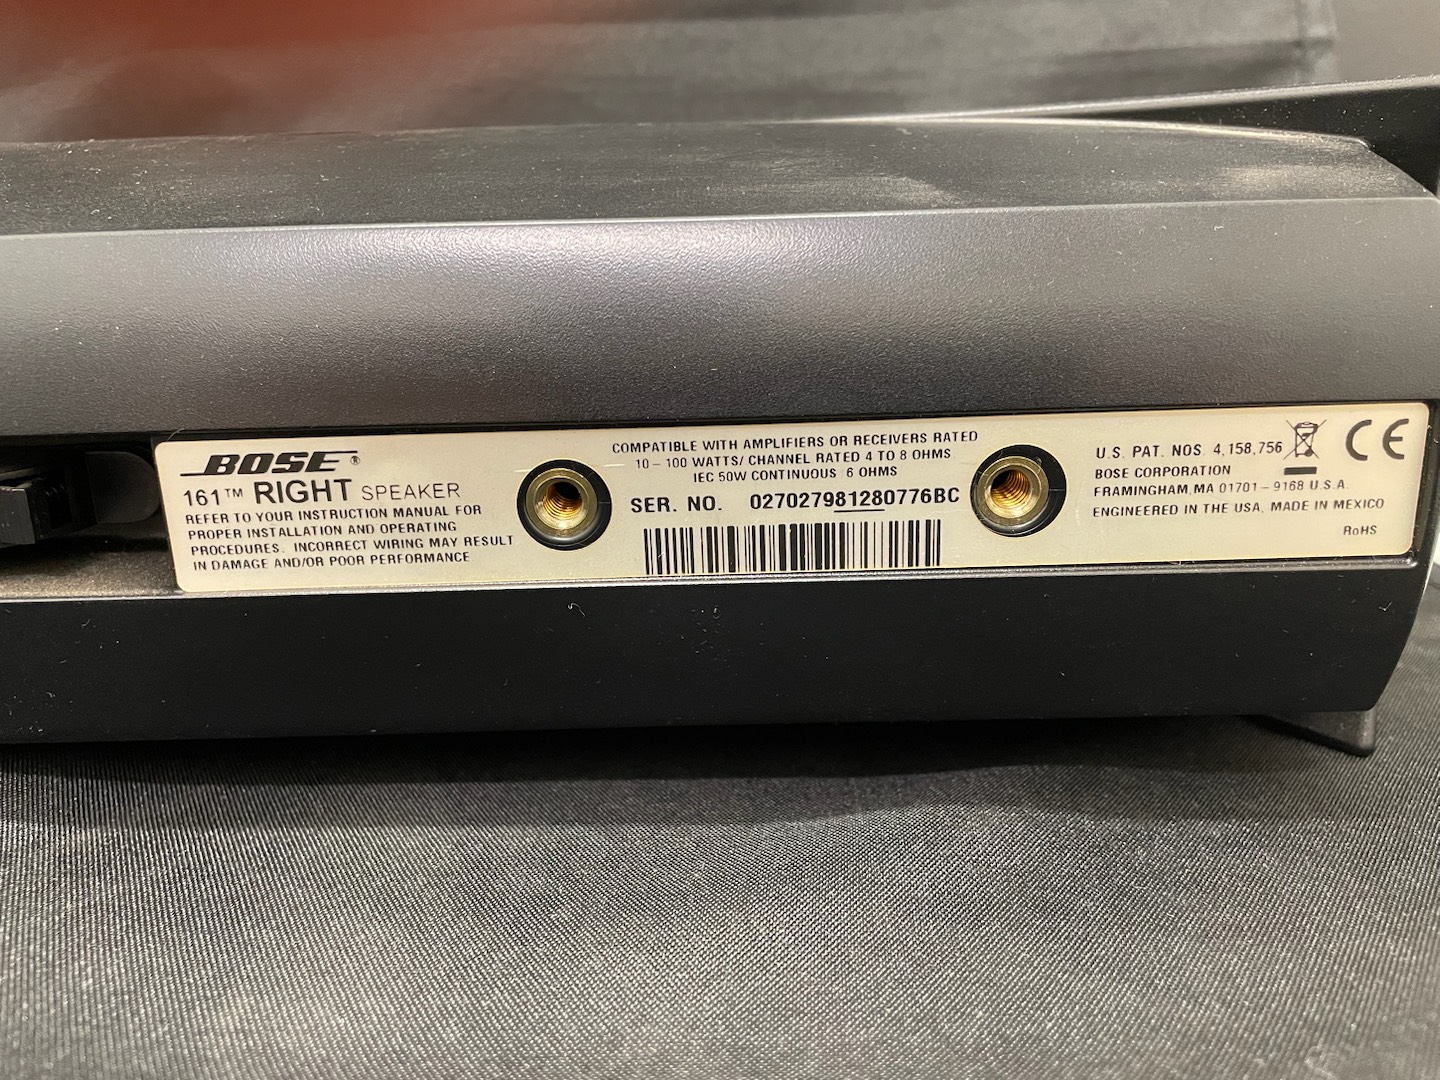 BOSE®
161™ RIGHT SPEAKER
REFER TO YOUR INSTRUCTION MANUAL FOR
PROPER INSTALLATION AND OPERATING
PROCEDURES. INCORRECT WIRING MAY RESULT
IN DAMAGE AND/OR POOR PERFORMANCE
COMPATIBLE WITH AMPLIFIERS OR RECEIVERS RATED
10 – 100 WATTS/ CHANNEL RATED 4 TO 8 OHMS
IEC 50W CONTINUOUS 6 OHMS
SER. NO. 027027981280776BC
U.S. PAT. NOS. 4,158,756
BOSE CORPORATION
FRAMINGHAM, MA 01701 – 9168 U.S.A.
ENGINEERED IN THE USA, MADE IN MEXICO
CE
RoHS